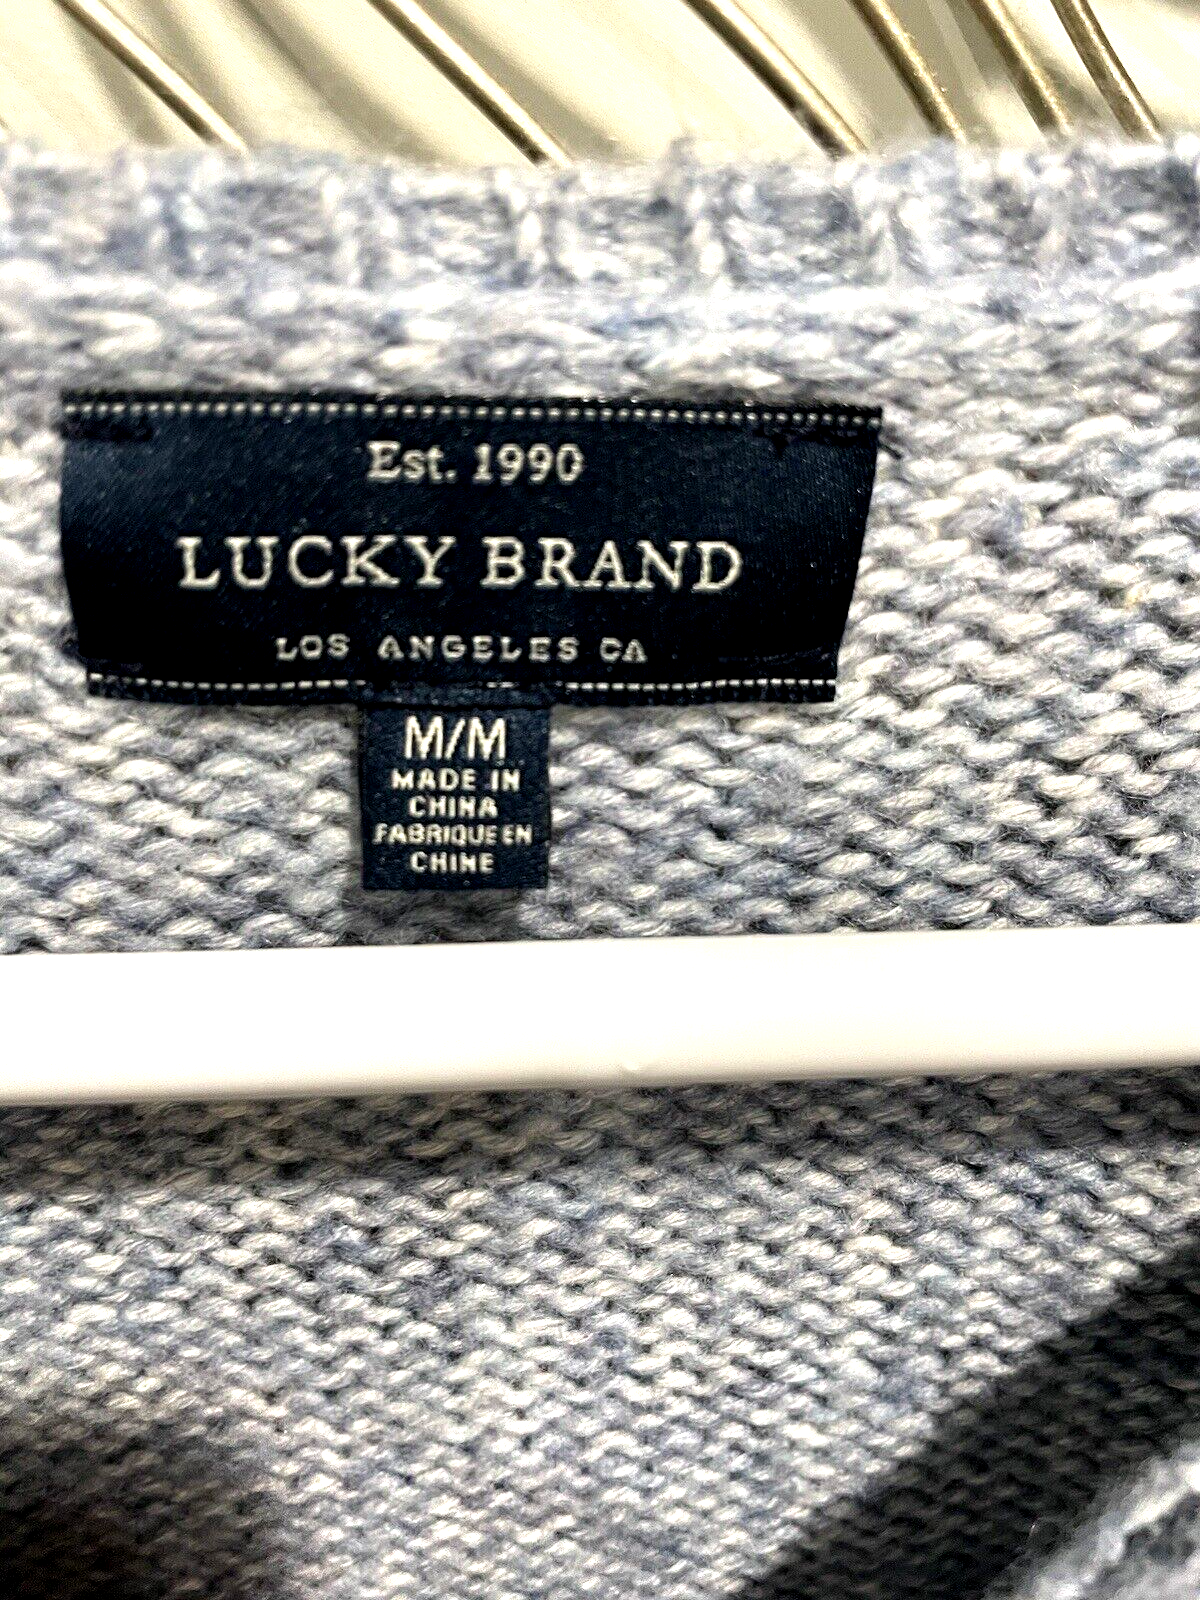 Est. 1990
LUCKY BRAND
LOS ANGELES CA
M/M
MADE IN
CHINA
FABRIQUE EN
CHINE